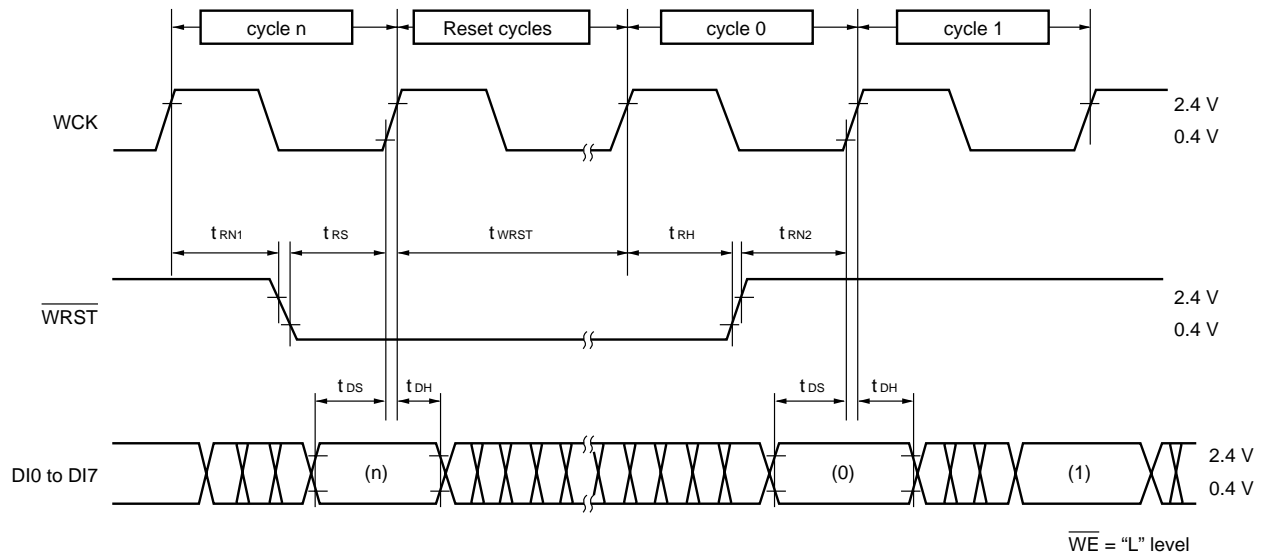 cycle n Reset cycles cycle 0 cycle 1
WCK
2.4 V
0.4 V
tRN1 tRS tWRST tRH tRN2
WRST
2.4 V
0.4 V
tDS tDH tDS tDH
DI0 to DI7 (n) (0) (1)
2.4 V
0.4 V
WE = “L” level